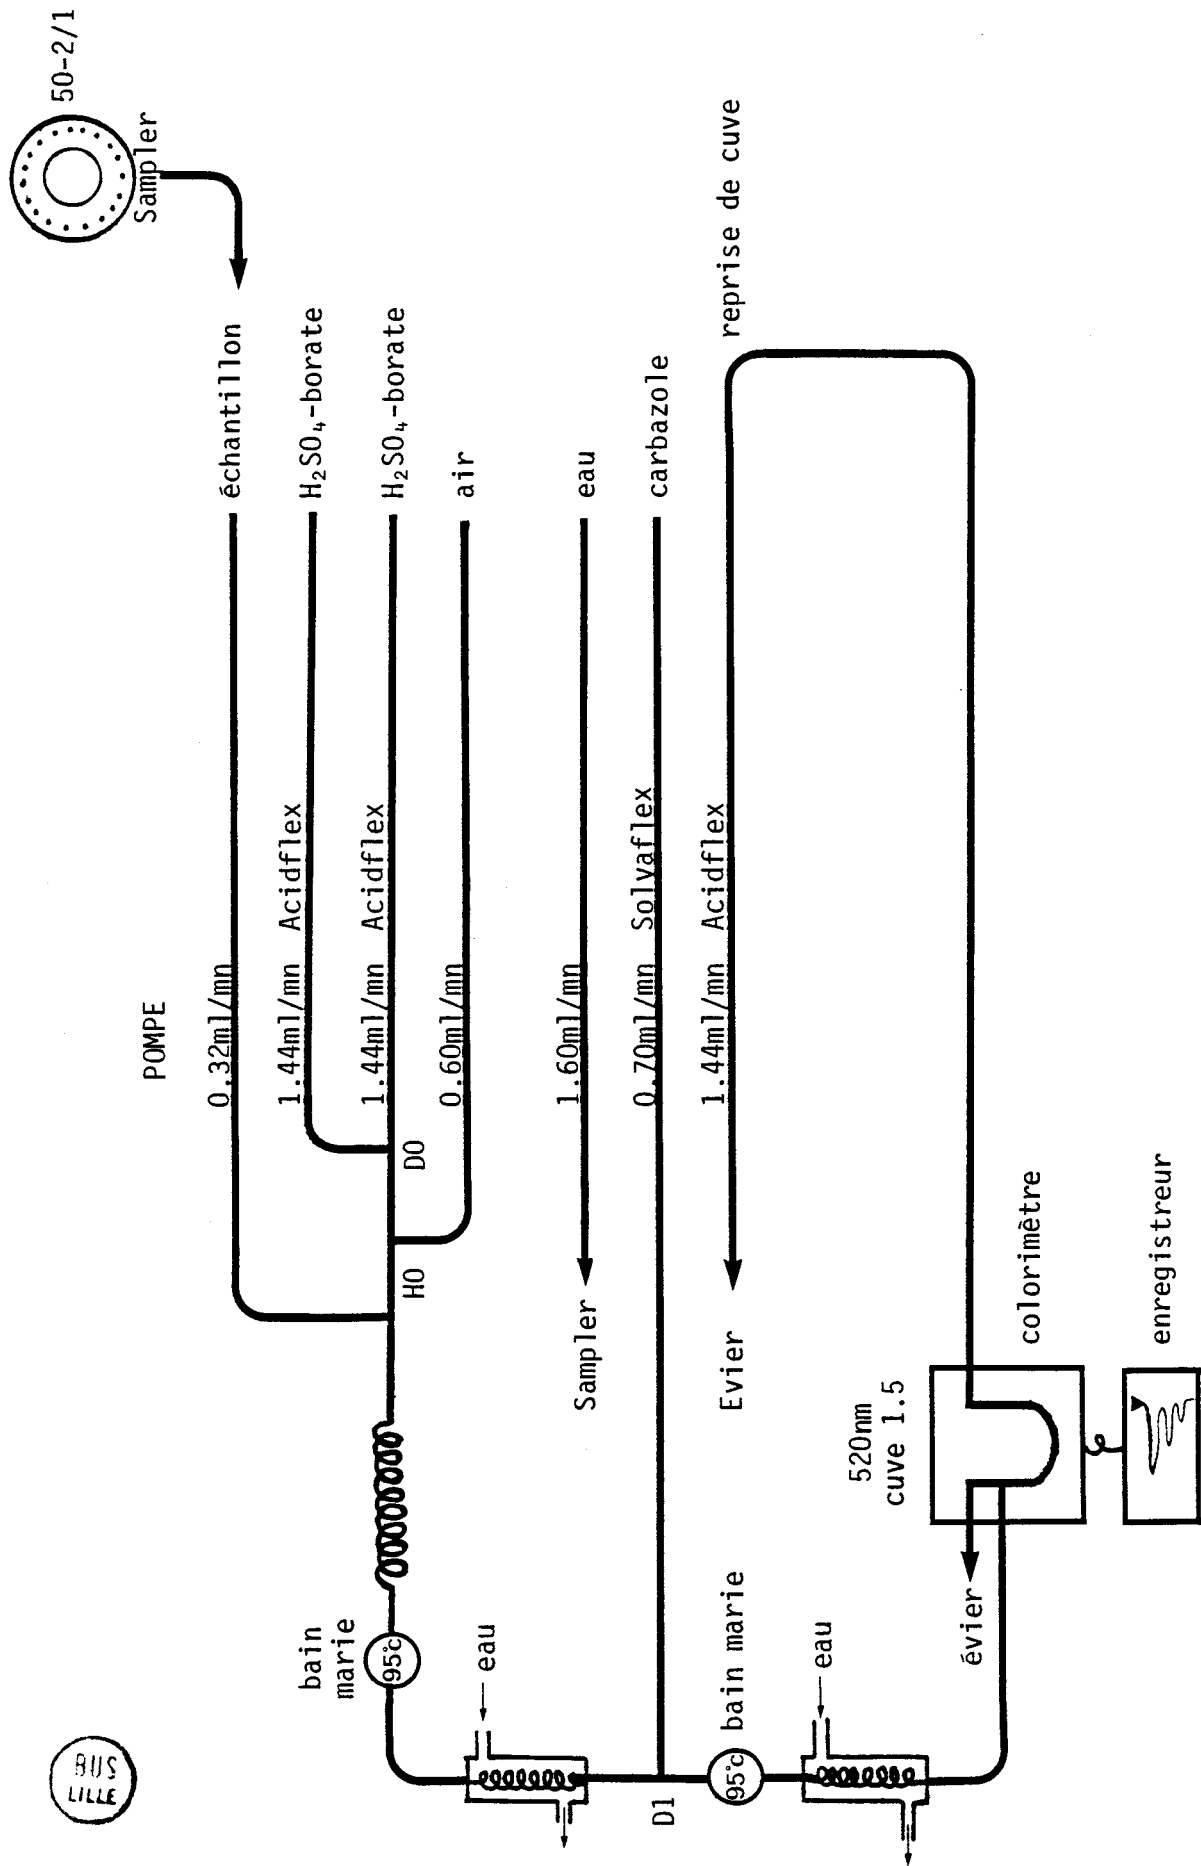 50-2/1
Sampler
échantillon
H₂SO₄-borate
H₂SO₄-borate
air
eau
carbazole
reprise de cuve
POMPE
0.32ml/mn
1.44ml/mn Acidflex
1.44ml/mn Acidflex
0.60ml/mn
1.60ml/mn
0.70ml/mn Solvaflex
1.44ml/mn Acidflex
DO
HO
Sampler
Evier
bain
marie
95°c
eau
D1
95°c
bain marie
eau
520nm
cuve 1.5
évier
colorimètre
enregistreur
BUS
LILLE